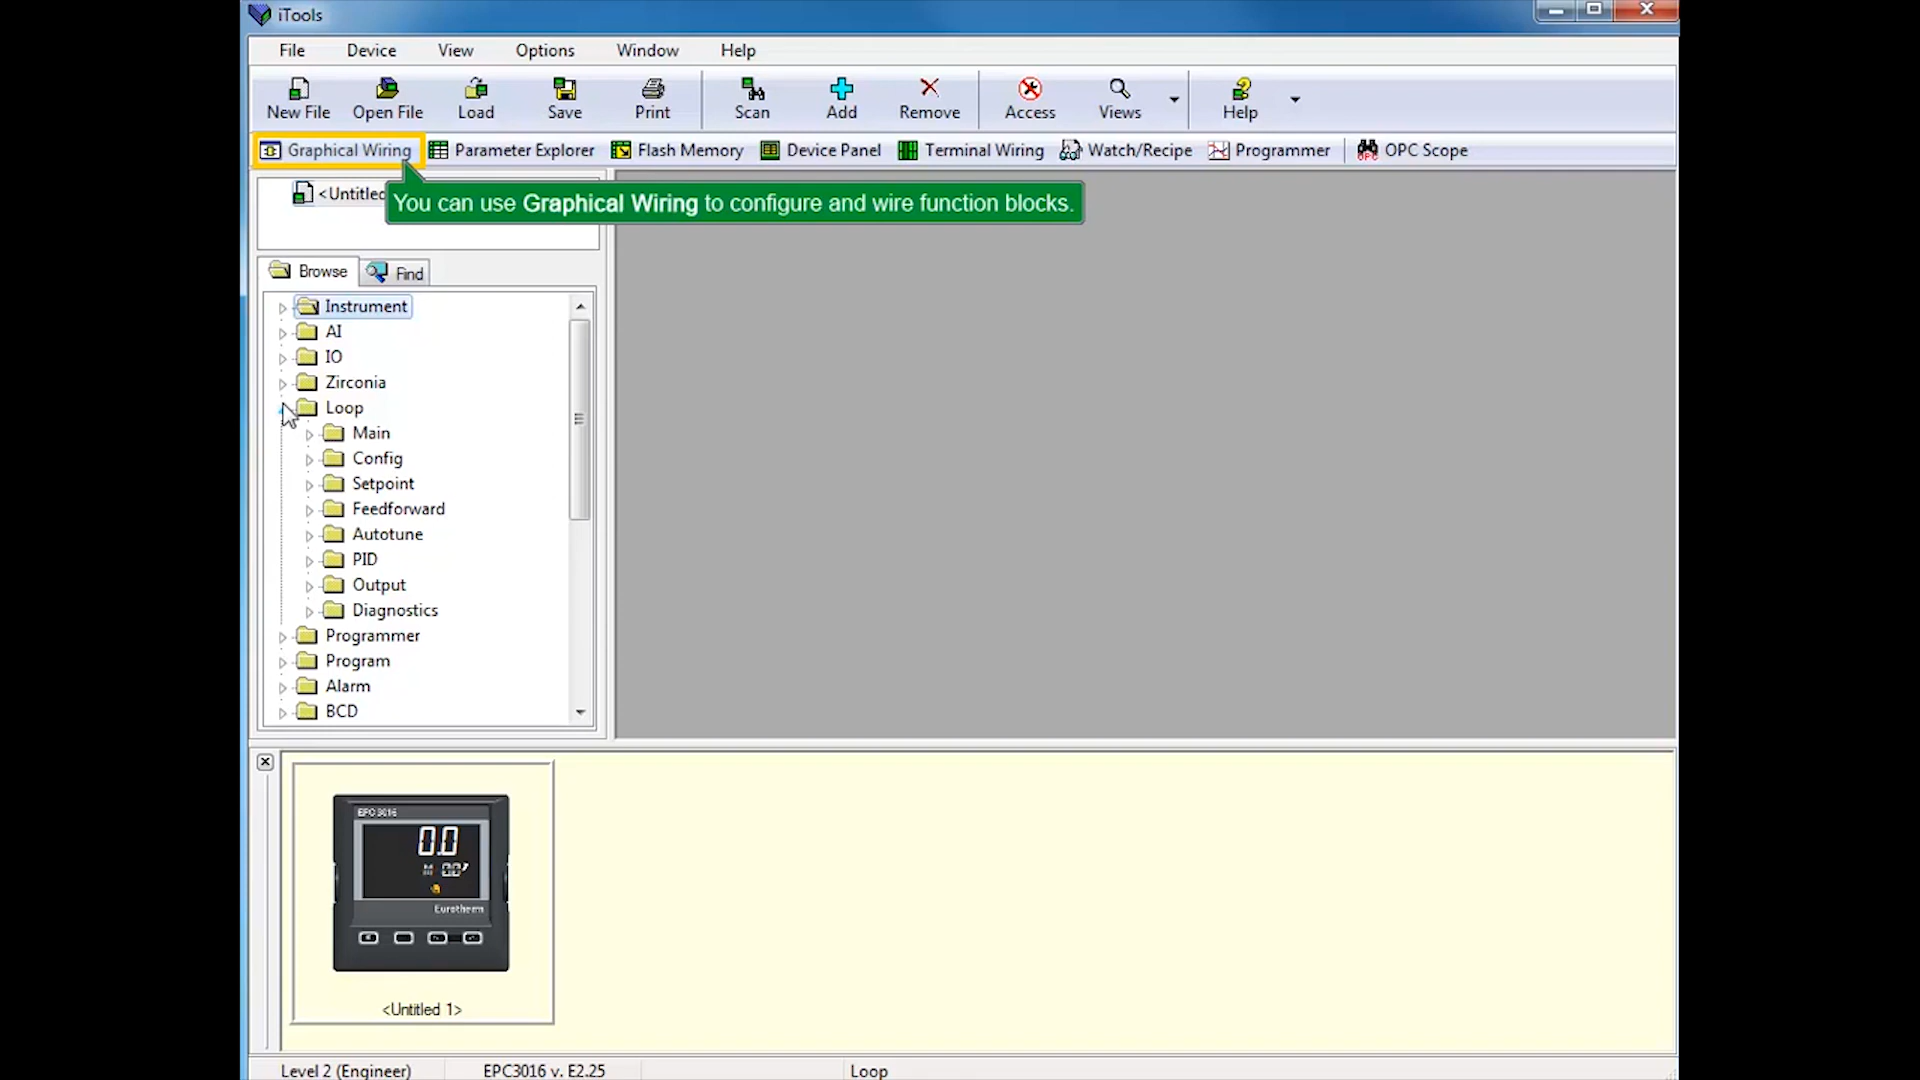 iTools
File Device View Options Window Help
New File Open File Load Save Print Scan Add Remove Access Views Help
Graphical Wiring Parameter Explorer Flash Memory Device Panel Terminal Wiring Watch/Recipe Programmer OPC Scope
<Untitled
You can use Graphical Wiring to configure and wire function blocks.
Browse Find
Instrument
AI
IO
Zirconia
Loop
Main
Config
Setpoint
Feedforward
Autotune
PID
Output
Diagnostics
Programmer
Program
Alarm
BCD
EPC3016
0.0
Eurotherm
<Untitled 1>
Level 2 (Engineer) EPC3016 v. E2.25 Loop